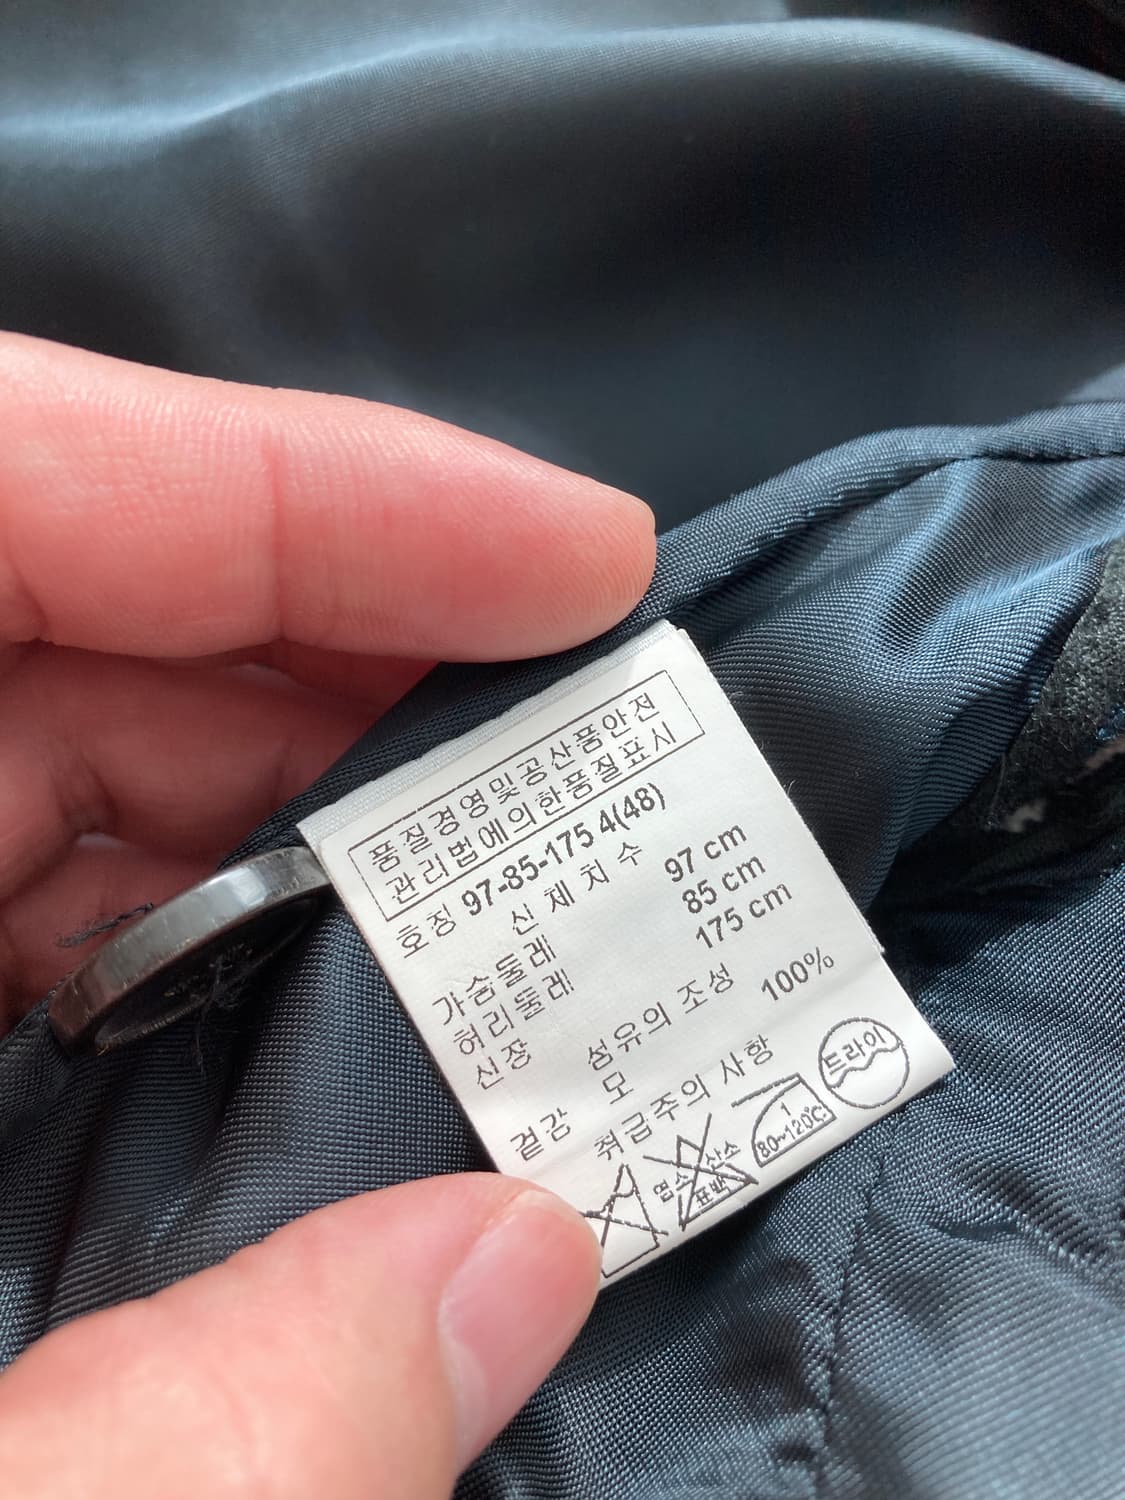 품질경영및공산품안전
관리법에의한품질표시
호칭 97-85-175 4(48)
신체치수
가슴둘레 97 cm
허리둘레 85 cm
신장 175 cm
섬유의 조성
겉감 모 100%
취급주의 사항
염소 산소
표백
1
80~120℃
드라이